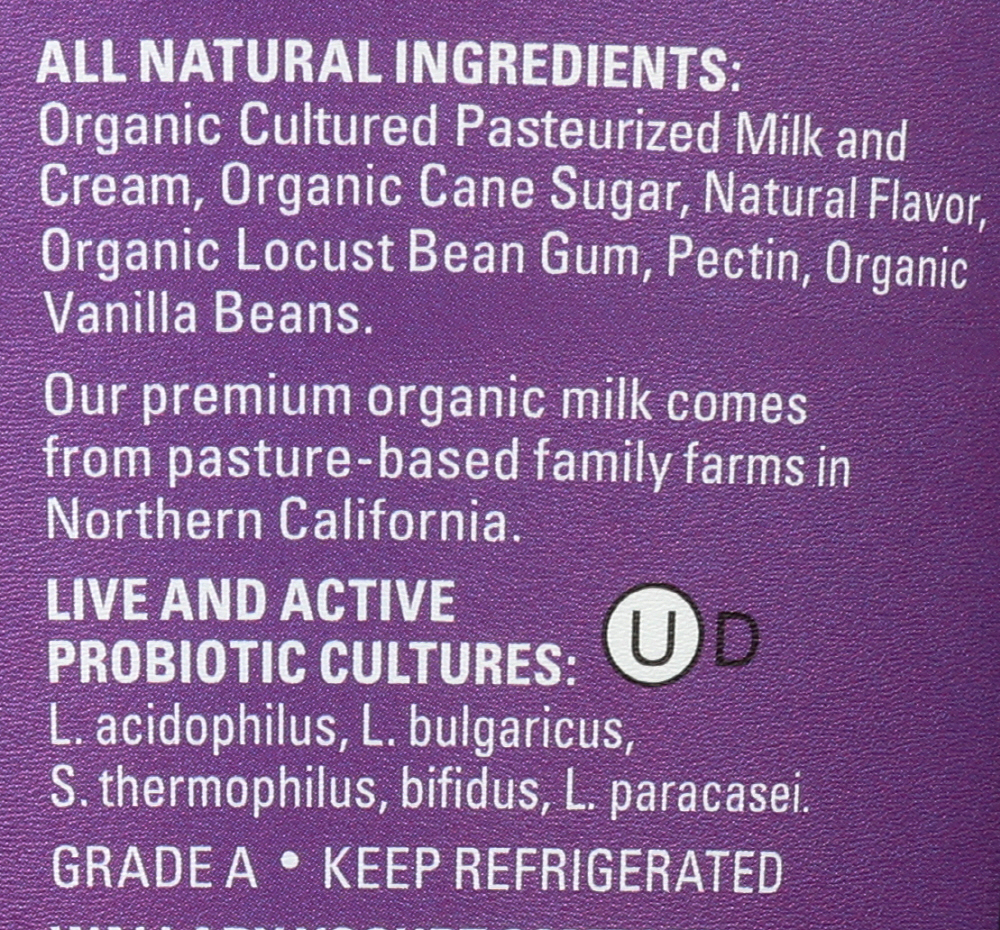 ALL NATURAL INGREDIENTS:
Organic Cultured Pasteurized Milk and
Cream, Organic Cane Sugar, Natural Flavor,
Organic Locust Bean Gum, Pectin, Organic
Vanilla Beans.
Our premium organic milk comes
from pasture-based family farms in
Northern California.
LIVE AND ACTIVE
PROBIOTIC CULTURES:
U D
L. acidophilus, L. bulgaricus,
S. thermophilus, bifidus, L. paracasei.
GRADE A • KEEP REFRIGERATED